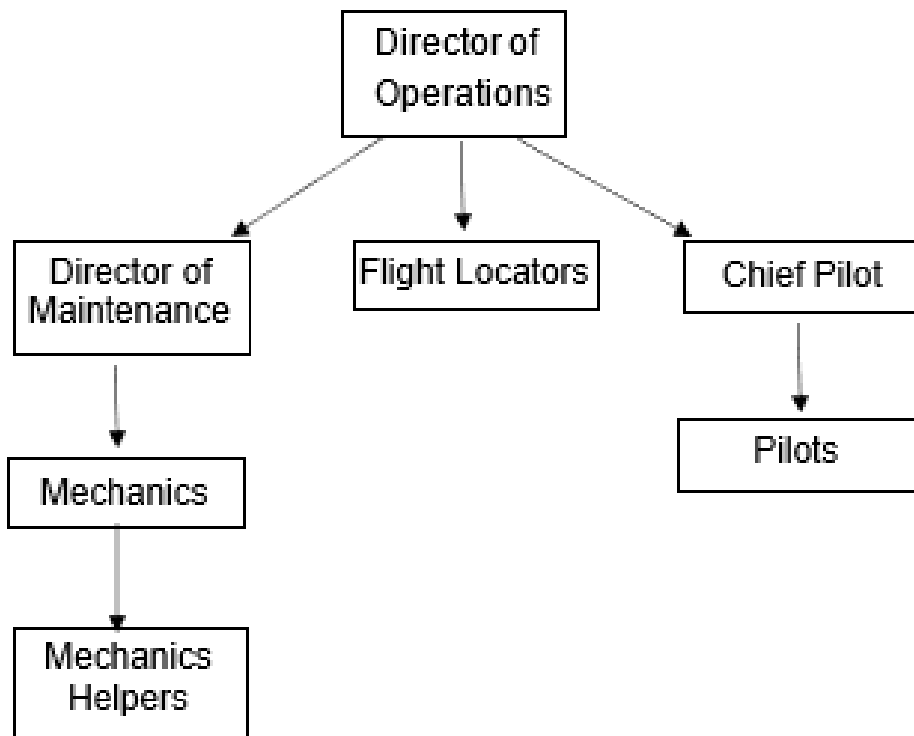 Director of
Operations
Director of
Maintenance
Flight Locators
Chief Pilot
Mechanics
Pilots
Mechanics
Helpers